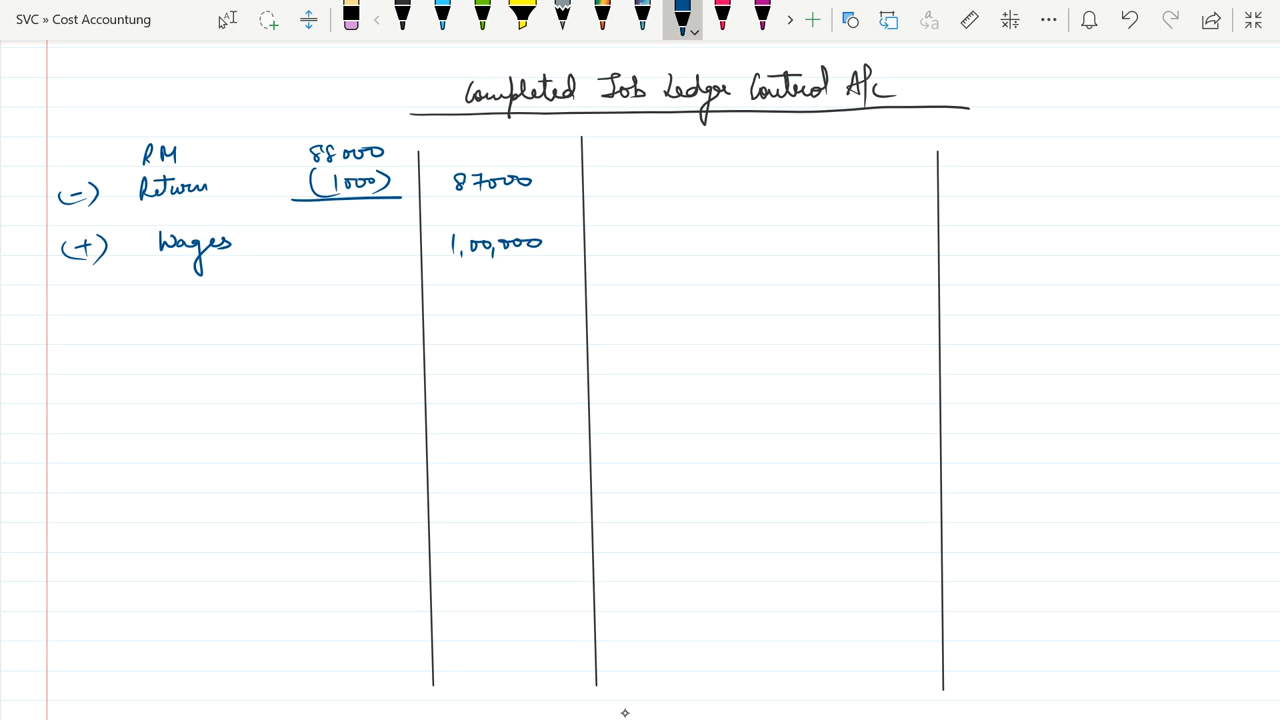 SVC » Cost Accountung
Completed Job Ledger Control A/c
RM 88000
(-) Return (1000) 87000
(+) Wages 1,00,000